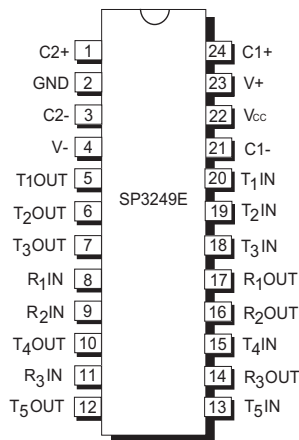 C2+ 1 24 C1+
GND 2 23 V+
C2- 3 22 Vcc
V- 4 21 C1-
T1OUT 5 20 T1IN
SP3249E
T2OUT 6 19 T2IN
T3OUT 7 18 T3IN
R1IN 8 17 R1OUT
R2IN 9 16 R2OUT
T4OUT 10 15 T4IN
R3IN 11 14 R3OUT
T5OUT 12 13 T5IN